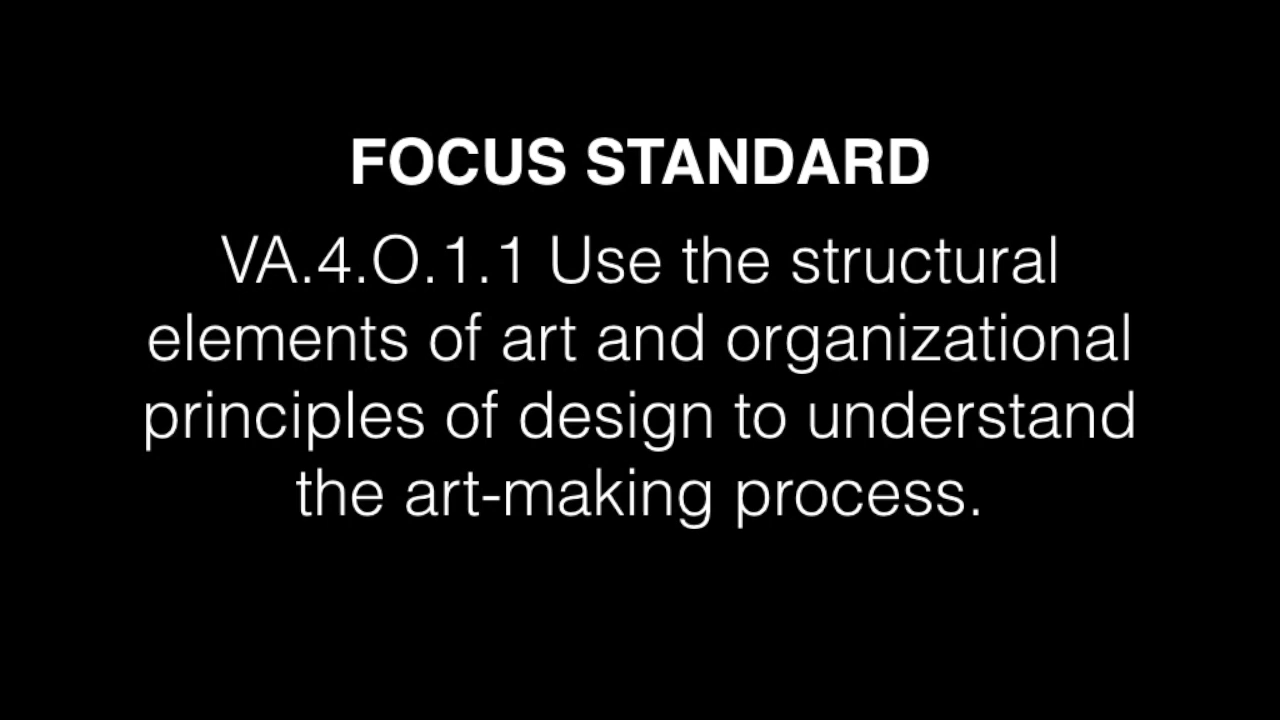 FOCUS STANDARD
VA.4.O.1.1 Use the structural
elements of art and organizational
principles of design to understand
the art-making process.